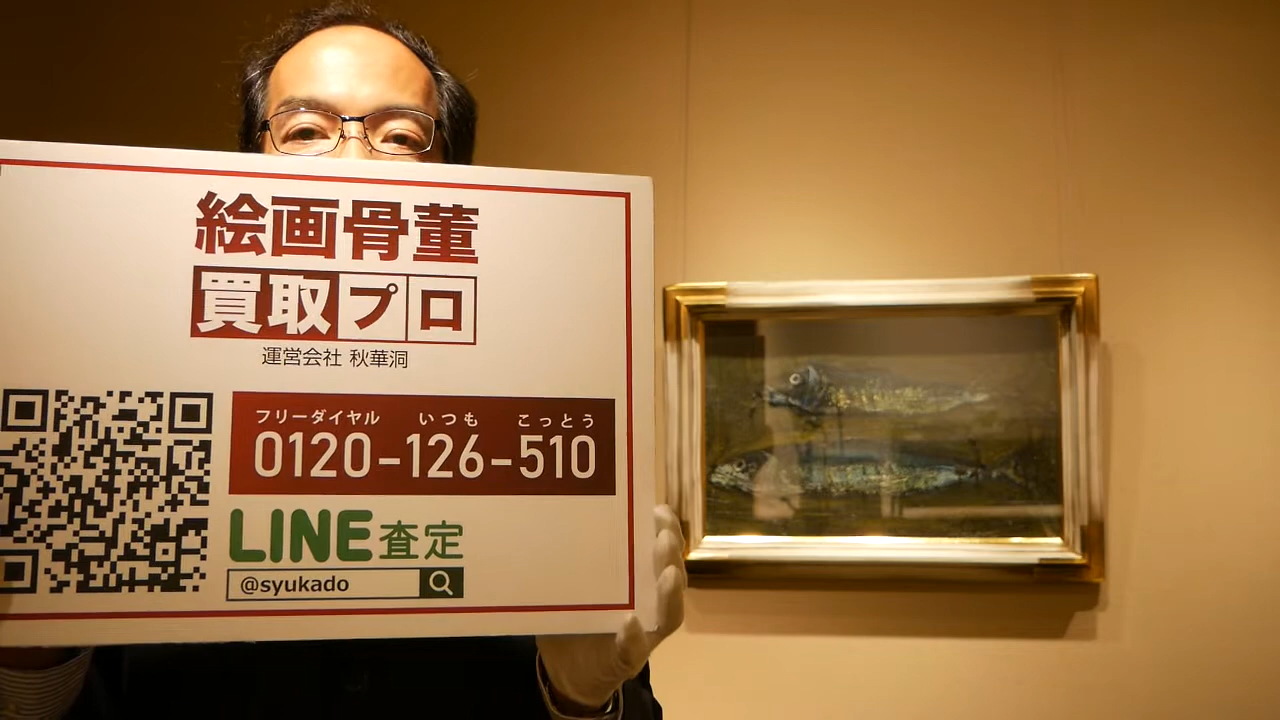 絵画骨董
買取プロ
運営会社 秋華洞
フリーダイヤル いつも こっとう
0120-126-510
LINE査定
@syukado